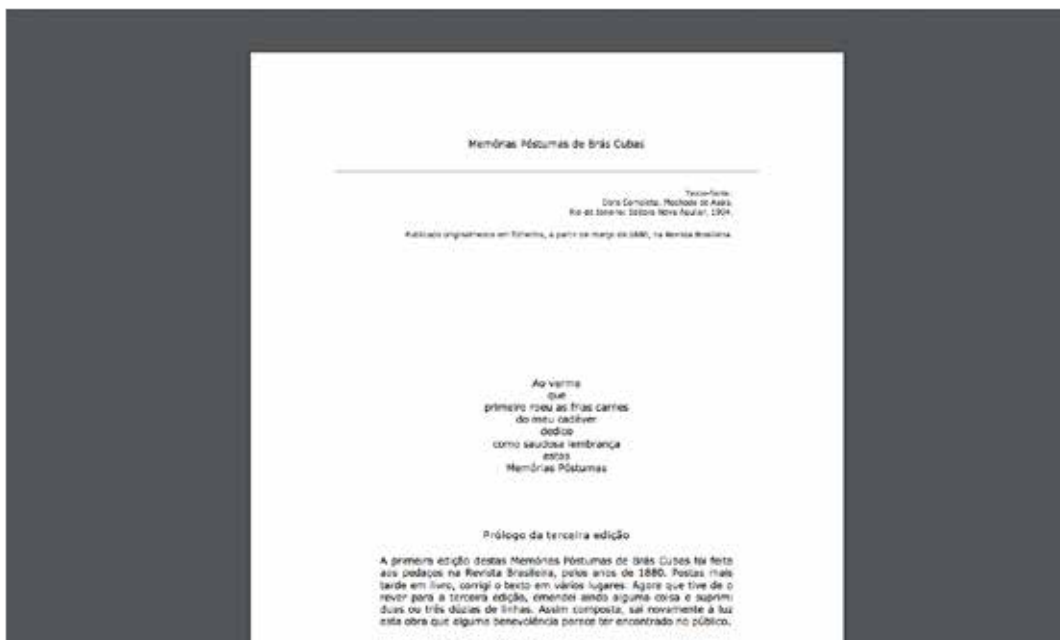 Memórias Póstumas de Brás Cubas
Texto-fonte:
Obra Completa, Machado de Assis,
Rio de Janeiro: Editora Nova Aguilar, 1994.
Publicado originalmente em folhetins, a partir de março de 1880, na Revista Brasileira.
Ao verme
que
primeiro roeu as frias carnes
do meu cadáver
dedico
como saudosa lembrança
estas
Memórias Póstumas
Prólogo da terceira edição
A primeira edição destas Memórias Póstumas de Brás Cubas foi feita
aos pedaços na Revista Brasileira, pelos anos de 1880. Postas mais
tarde em livro, corrigi o texto em vários lugares. Agora que tive de o
rever para a terceira edição, emendei ainda alguma coisa e suprimi
duas ou três dúzias de linhas. Assim composta, sai novamente à luz
esta obra que alguma benevolência parece ter encontrado no público.